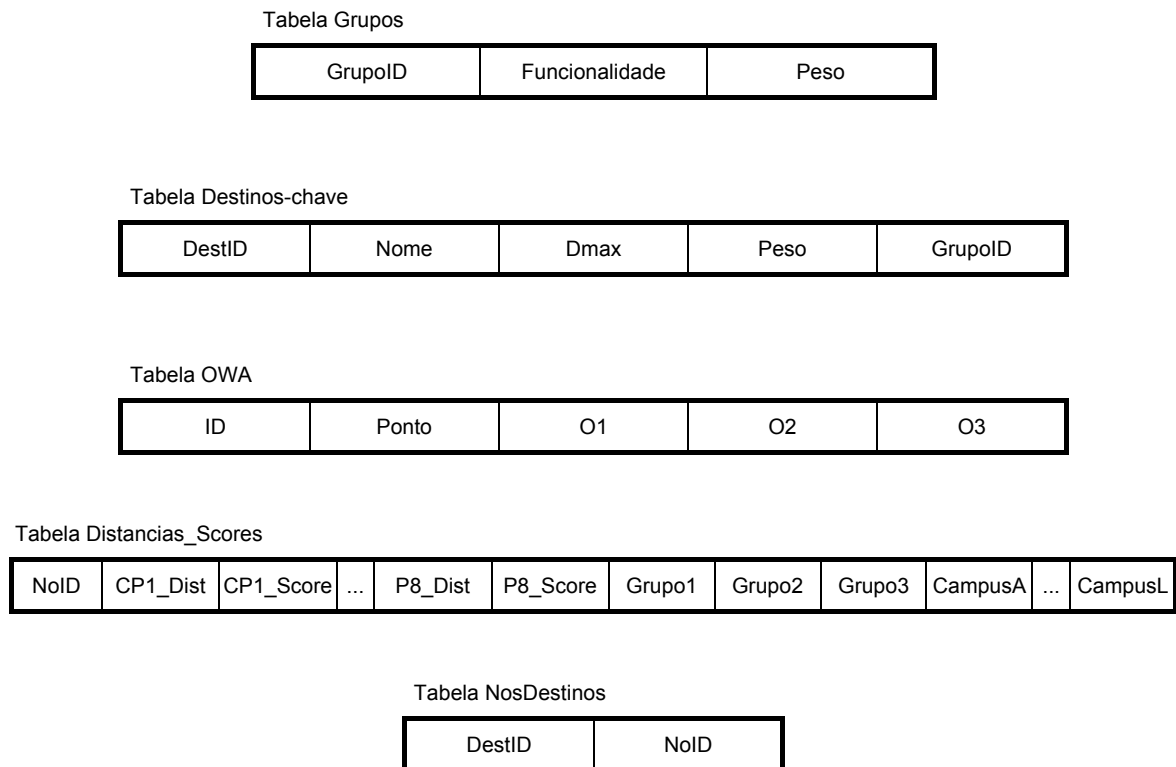 Tabela Grupos
GrupoID Funcionalidade Peso
Tabela Destinos-chave
DestID Nome Dmax Peso GrupoID
Tabela OWA
ID Ponto O1 O2 O3
Tabela Distancias_Scores
NoID CP1_Dist CP1_Score ... P8_Dist P8_Score Grupo1 Grupo2 Grupo3 CampusA ... CampusL
Tabela NosDestinos
DestID NoID